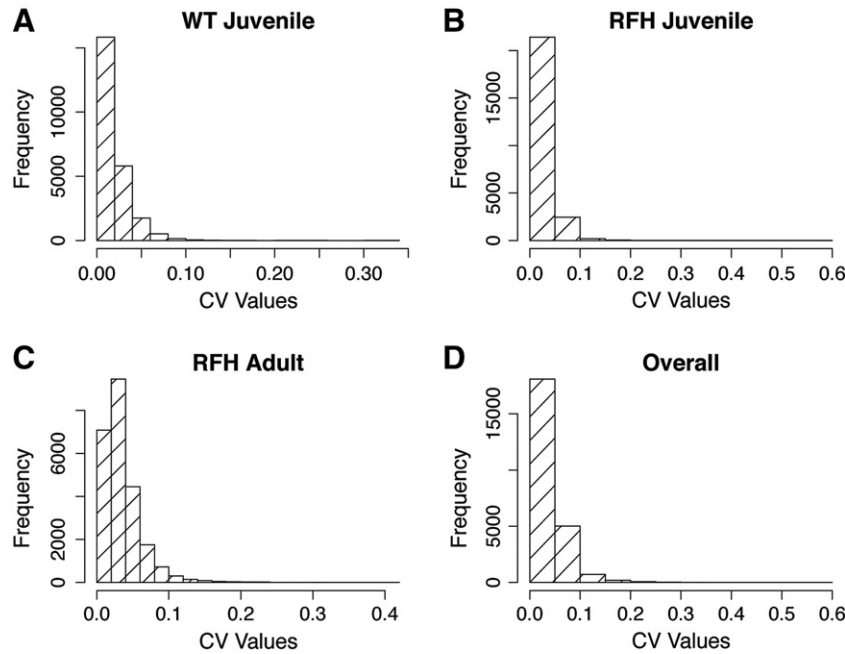 A WT Juvenile
Frequency
15000
10000
5000
0
0.00 0.10 0.20 0.30
CV Values
B RFH Juvenile
Frequency
15000
5000
0
0.0 0.1 0.2 0.3 0.4 0.5 0.6
CV Values
C RFH Adult
Frequency
6000
2000
0
0.0 0.1 0.2 0.3 0.4
CV Values
D Overall
Frequency
15000
5000
0
0.0 0.1 0.2 0.3 0.4 0.5 0.6
CV Values